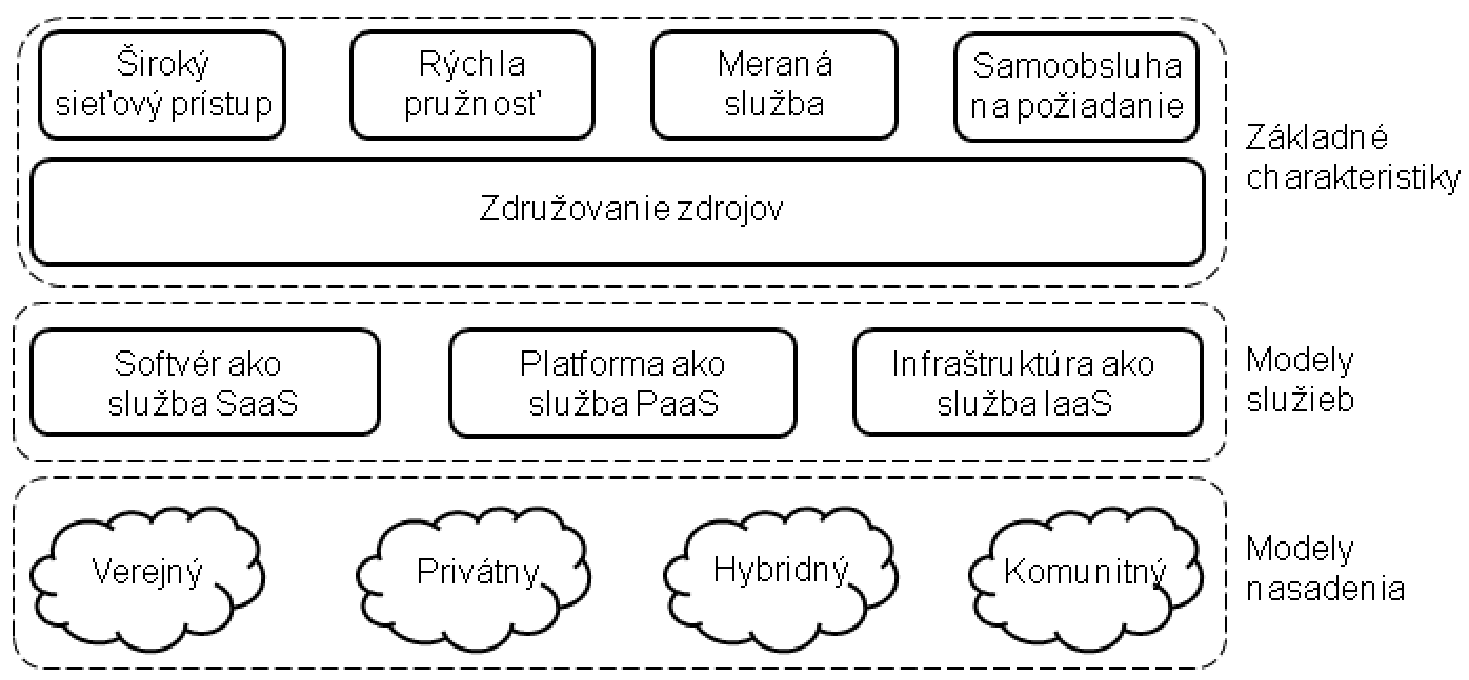 Široký
sieťový prístup
Rýchla
pružnosť
Meraná
služba
Samoobsluha
na požiadanie
Základné
charakteristiky
Združovanie zdrojov
Softvér ako
služba SaaS
Platforma ako
služba PaaS
Infraštruktúra ako
služba IaaS
Modely
služieb
Verejný
Privátny
Hybridný
Komunitný
Modely
nasadenia